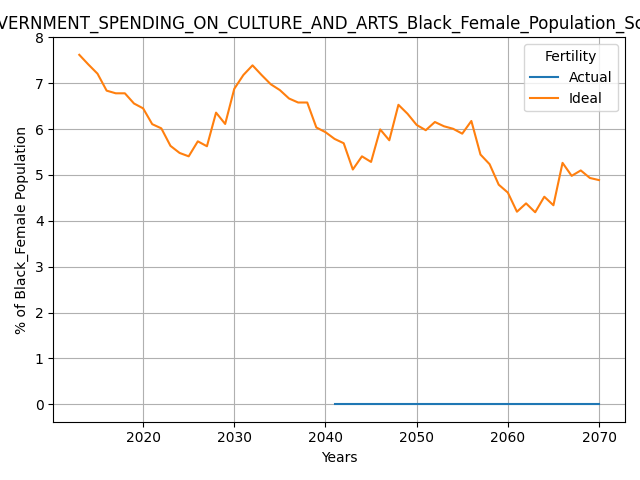 VERNMENT_SPENDING_ON_CULTURE_AND_ARTS_Black_Female_Population_Sc
Fertility
Actual
Ideal
% of Black_Female Population
8
7
6
5
4
3
2
1
0
2020 2030 2040 2050 2060 2070
Years